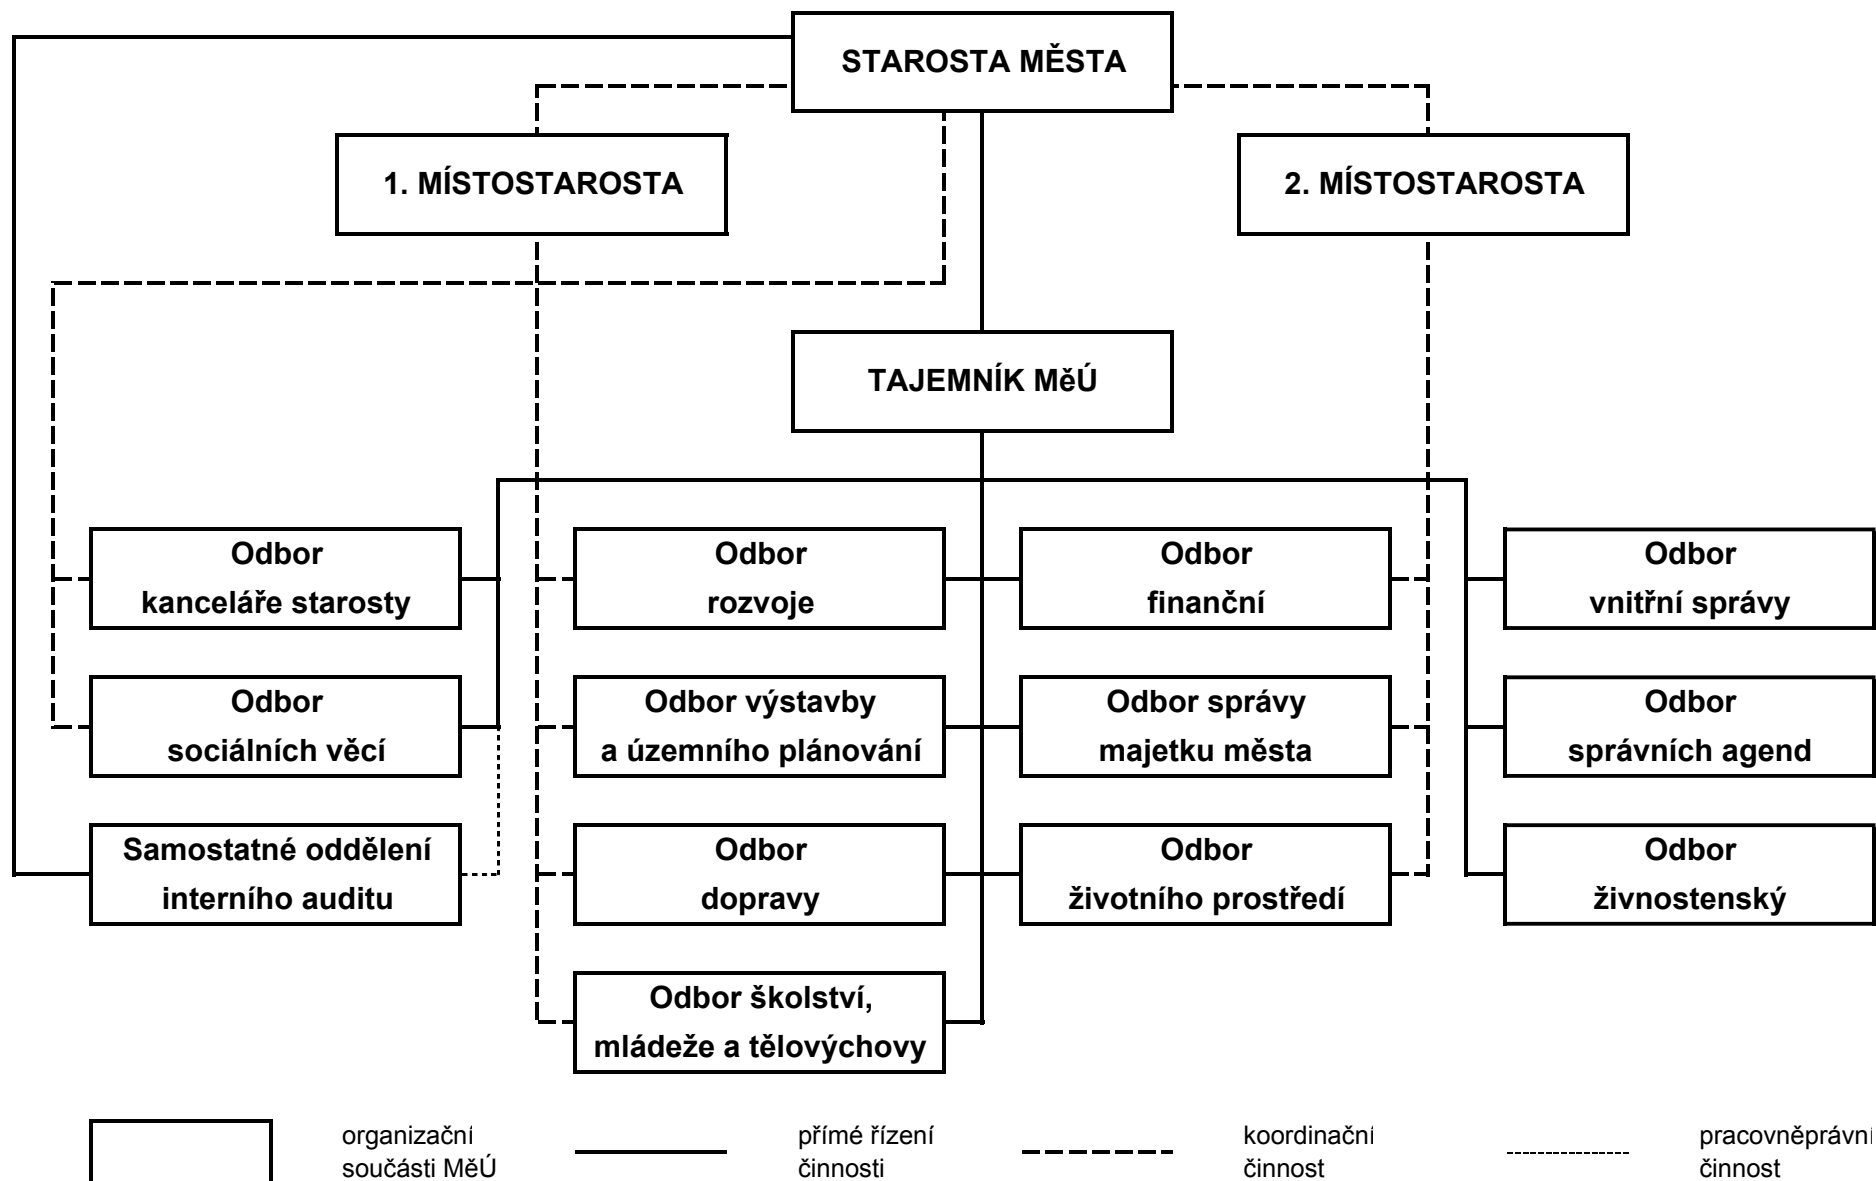 STAROSTA MĚSTA
1. MÍSTOSTAROSTA
2. MÍSTOSTAROSTA
TAJEMNÍK MěÚ
Odbor
kanceláře starosty
Odbor
rozvoje
Odbor
finanční
Odbor
vnitřní správy
Odbor
sociálních věcí
Odbor výstavby
a územního plánování
Odbor správy
majetku města
Odbor
správních agend
Samostatné oddělení
interního auditu
Odbor
dopravy
Odbor
životního prostředí
Odbor
živnostenský
Odbor školství,
mládeže a tělovýchovy
organizační
součásti MěÚ
přímé řízení
činnosti
koordinační
činnost
pracovněprávní
činnost